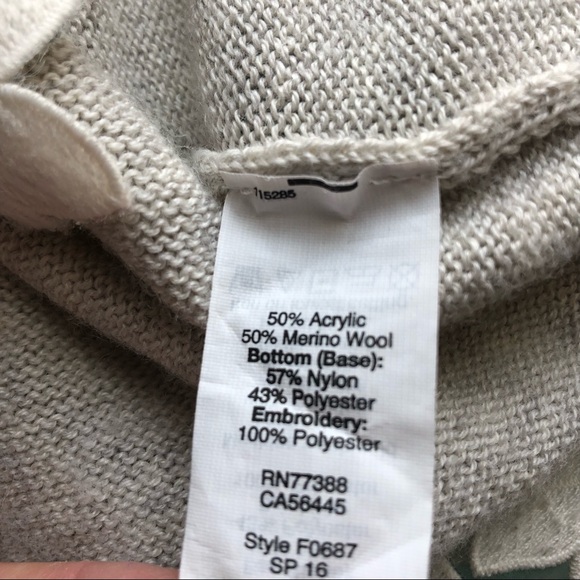 115285
50% Acrylic
50% Merino Wool
Bottom (Base):
57% Nylon
43% Polyester
Embroidery:
100% Polyester
RN77388
CA56445
Style F0687
SP 16